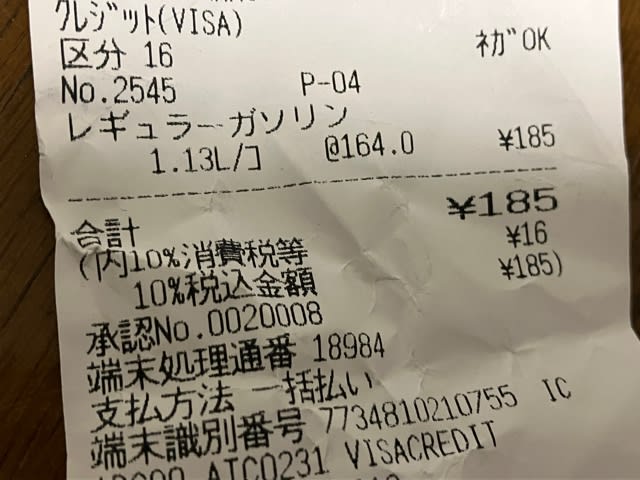 ｸﾚｼﾞｯﾄ(VISA)
区分 16 ﾈｶﾞOK
No.2545 P-04
レギュラーガソリン
1.13L/コ @164.0 ¥185
合計 ¥185
(内10%消費税等 ¥16
10%税込金額 ¥185)
承認No.0020008
端末処理通番 18984
支払方法 一括払い
端末識別番号 7734810210755 IC
AIC0231 VISACREDIT